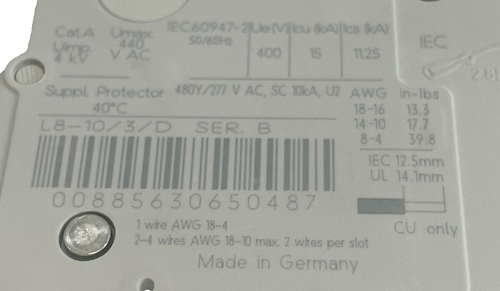 Cat.A Umax. 440 V AC
Uimp. 4 kV
IEC60947-2 Ue (V) Icu (kA) Ics (kA)
50/60Hz 400 15 11.25
IEC
Suppl. Protector 480Y/277 V AC, SC 10kA, U2
40°C
AWG in-lbs
18-16 13.3
14-10 17.7
8-4 39.8
L8-10/3/D SER. B
IEC 12.5mm
UL 14.1mm
00885630650487
CU only
1 wire AWG 18-4
2-4 wires AWG 18-10 max. 2 wires per slot
Made in Germany